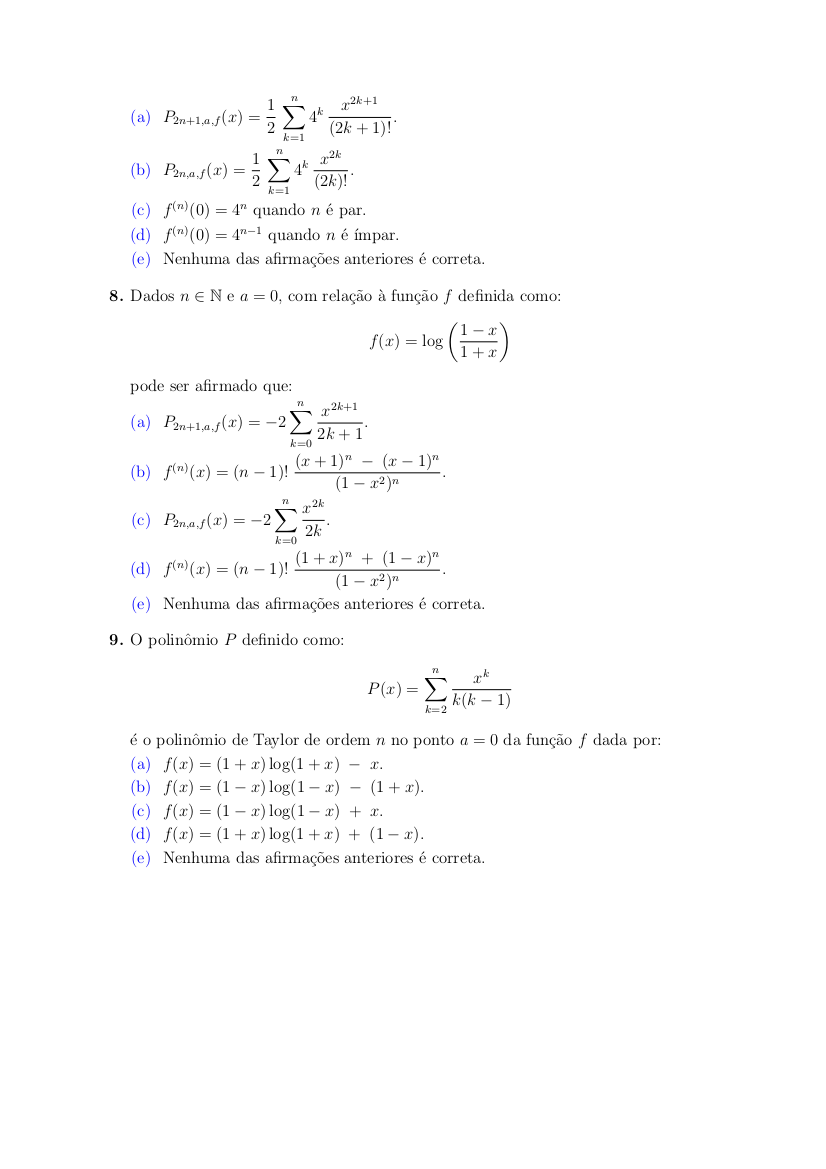 (a) $P_{2n+1,a,f}(x) = \frac{1}{2} \sum_{k=1}^{n} 4^k \frac{x^{2k+1}}{(2k+1)!}$.
(b) $P_{2n,a,f}(x) = \frac{1}{2} \sum_{k=1}^{n} 4^k \frac{x^{2k}}{(2k)!}$.
(c) $f^{(n)}(0) = 4^n$ quando $n$ é par.
(d) $f^{(n)}(0) = 4^{n-1}$ quando $n$ é ímpar.
(e) Nenhuma das afirmações anteriores é correta.
8. Dados $n \in \mathbb{N}$ e $a = 0$, com relação à função $f$ definida como:
$f(x) = \log\left(\frac{1-x}{1+x}\right)$
pode ser afirmado que:
(a) $P_{2n+1,a,f}(x) = -2 \sum_{k=0}^{n} \frac{x^{2k+1}}{2k+1}$.
(b) $f^{(n)}(x) = (n-1)! \frac{(x+1)^n - (x-1)^n}{(1-x^2)^n}$.
(c) $P_{2n,a,f}(x) = -2 \sum_{k=0}^{n} \frac{x^{2k}}{2k}$.
(d) $f^{(n)}(x) = (n-1)! \frac{(1+x)^n + (1-x)^n}{(1-x^2)^n}$.
(e) Nenhuma das afirmações anteriores é correta.
9. O polinômio $P$ definido como:
$P(x) = \sum_{k=2}^{n} \frac{x^k}{k(k-1)}$
é o polinômio de Taylor de ordem $n$ no ponto $a = 0$ da função $f$ dada por:
(a) $f(x) = (1+x)\log(1+x) - x$.
(b) $f(x) = (1-x)\log(1-x) - (1+x)$.
(c) $f(x) = (1-x)\log(1-x) + x$.
(d) $f(x) = (1+x)\log(1+x) + (1-x)$.
(e) Nenhuma das afirmações anteriores é correta.